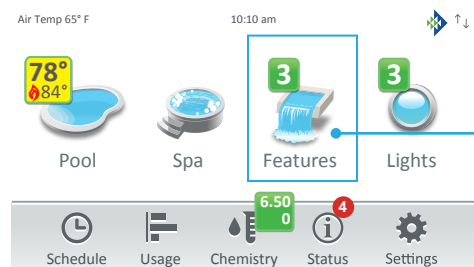 Air Temp 65° F
10:10 am
78°
84°
3
3
Pool
Spa
Features
Lights
6.50
0
4
Schedule
Usage
Chemistry
Status
Settings